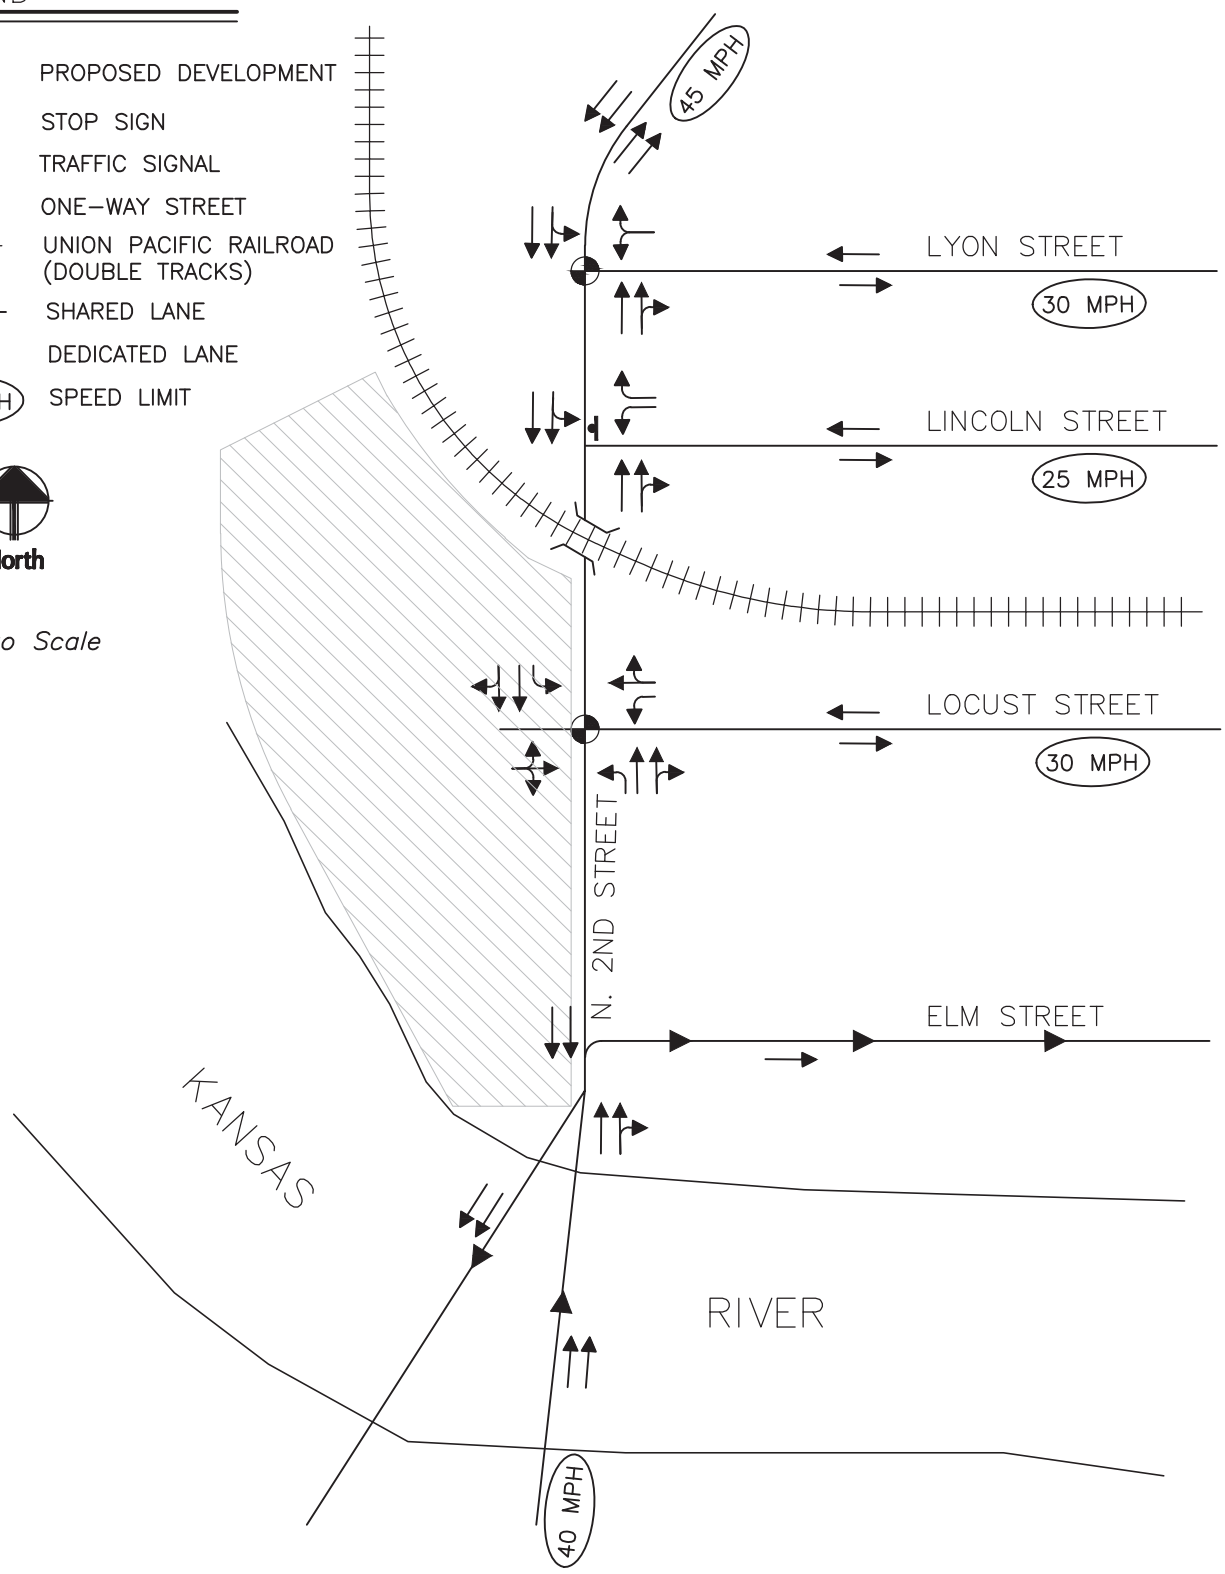 PROPOSED DEVELOPMENT
STOP SIGN
TRAFFIC SIGNAL
ONE-WAY STREET
UNION PACIFIC RAILROAD
(DOUBLE TRACKS)
SHARED LANE
DEDICATED LANE
SPEED LIMIT
Scale
45 MPH
LYON STREET
30 MPH
LINCOLN STREET
25 MPH
LOCUST STREET
30 MPH
N. 2ND STREET
ELM STREET
KANSAS
RIVER
40 MPH